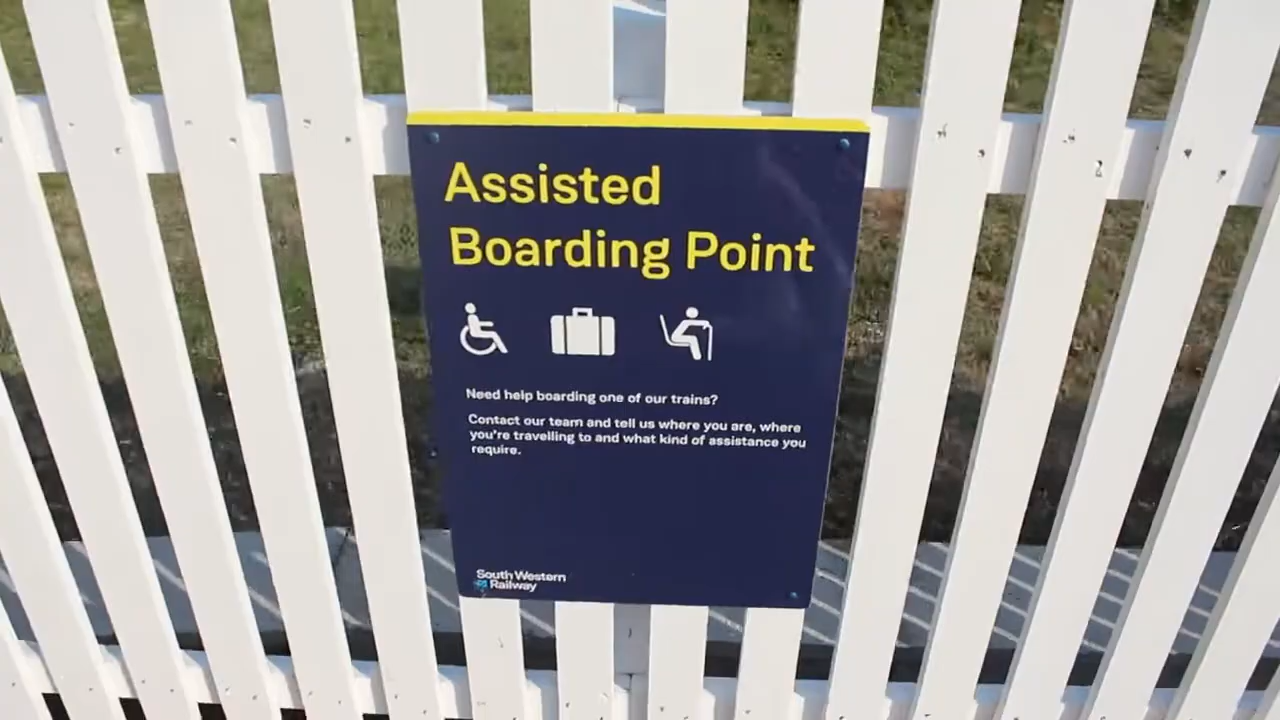 Assisted
Boarding Point
Need help boarding one of our trains?
Contact our team and tell us where you are, where
you're travelling to and what kind of assistance you
require.
South Western
Railway